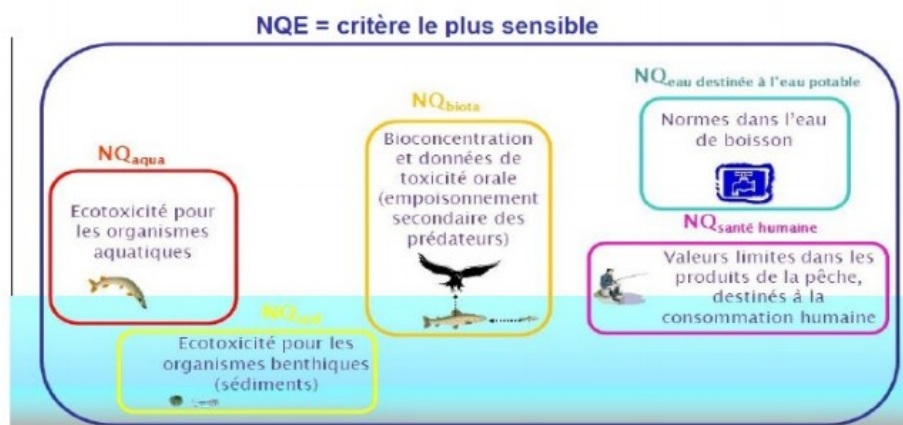 NQE = critère le plus sensible
NQaqua
Ecotoxicité pour
les organismes
aquatiques
NQsed
Ecotoxicité pour les
organismes benthiques
(sédiments)
NQbiota
Bioconcentration
et données de
toxicité orale
(empoisonnement
secondaire des
prédateurs)
NQeau destinée à l'eau potable
Normes dans l'eau
de boisson
NQsanté humaine
Valeurs limites dans les
produits de la pêche,
destinés à la
consommation humaine